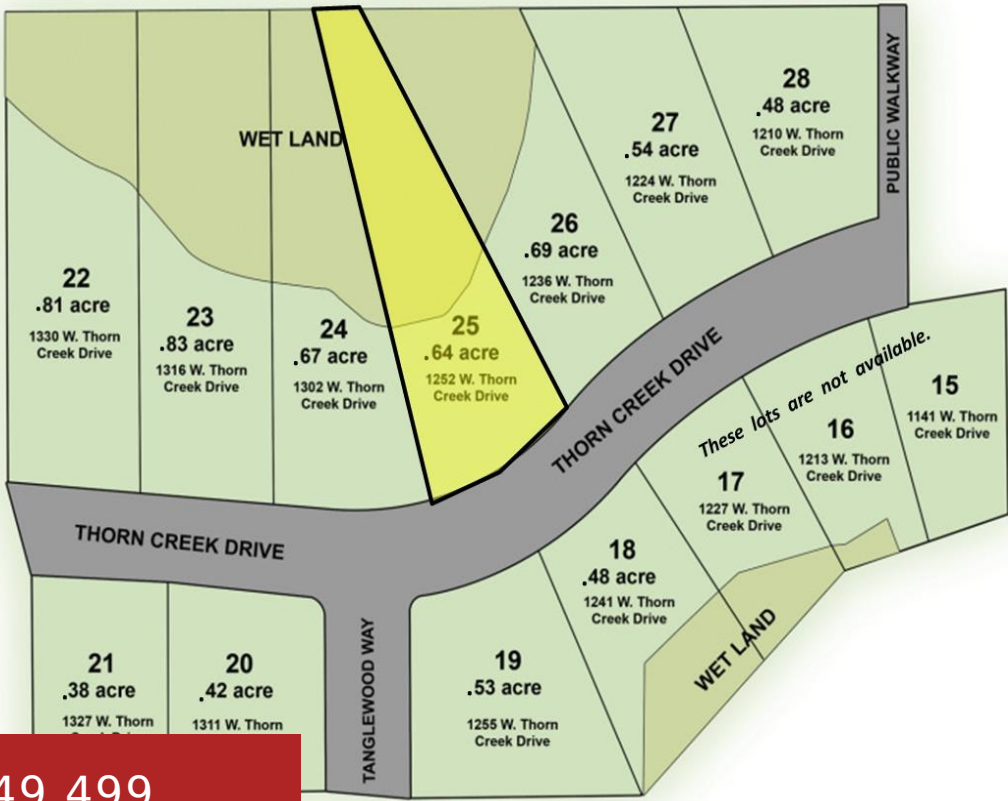 28
.48 acre
1210 W. Thorn
Creek Drive
PUBLIC WALKWAY
27
.54 acre
1224 W. Thorn
Creek Drive
WET LAND
26
.69 acre
1236 W. Thorn
Creek Drive
22
.81 acre
1330 W. Thorn
Creek Drive
23
.83 acre
1316 W. Thorn
Creek Drive
24
.67 acre
1302 W. Thorn
Creek Drive
25
.64 acre
1252 W. Thorn
Creek Drive
THORN CREEK DRIVE
These lots are not available.
15
1141 W. Thorn
Creek Drive
16
1213 W. Thorn
Creek Drive
17
1227 W. Thorn
Creek Drive
THORN CREEK DRIVE
18
.48 acre
1241 W. Thorn
Creek Drive
WET LAND
21
.38 acre
1327 W. Thorn
20
.42 acre
1311 W. Thorn
TANGLEWOOD WAY
19
.53 acre
1255 W. Thorn
Creek Drive
49,499